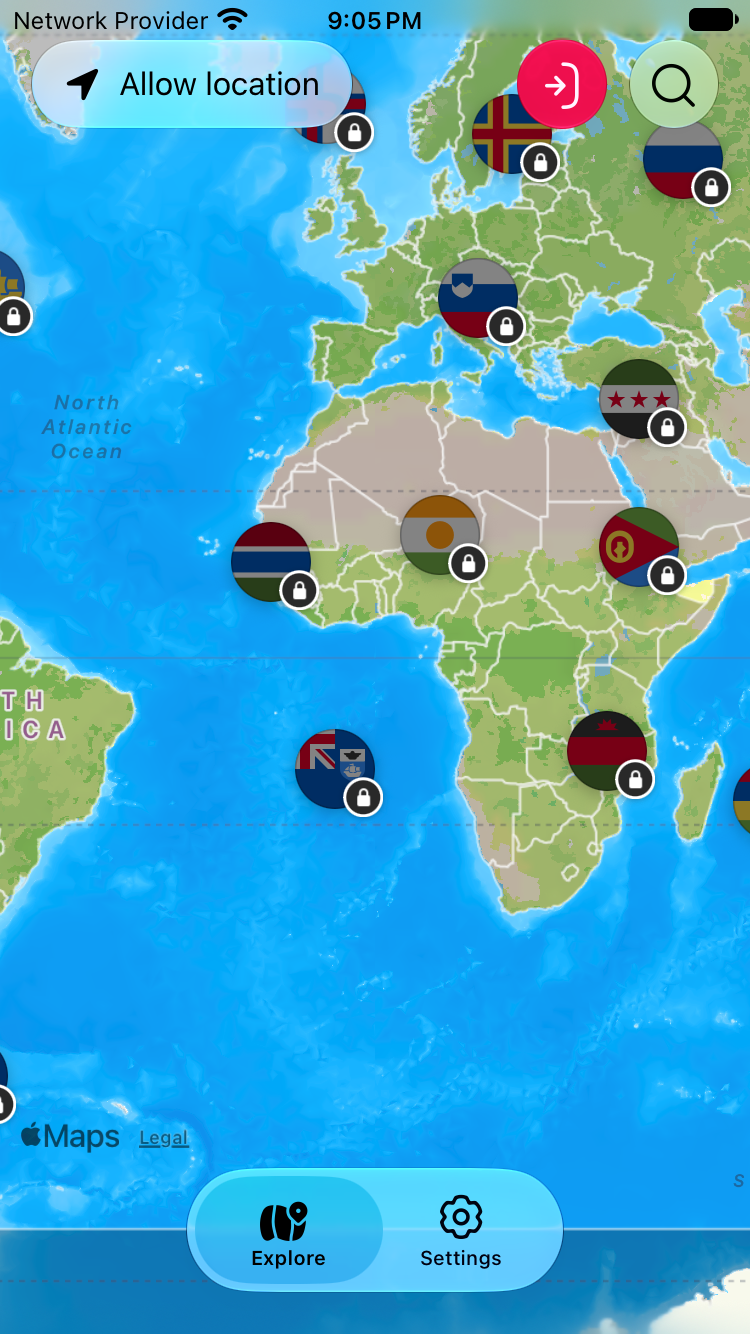 Network Provider
9:05 PM
Allow location
North
Atlantic
Ocean
TH
ICA
Maps
Legal
S
Explore
Settings